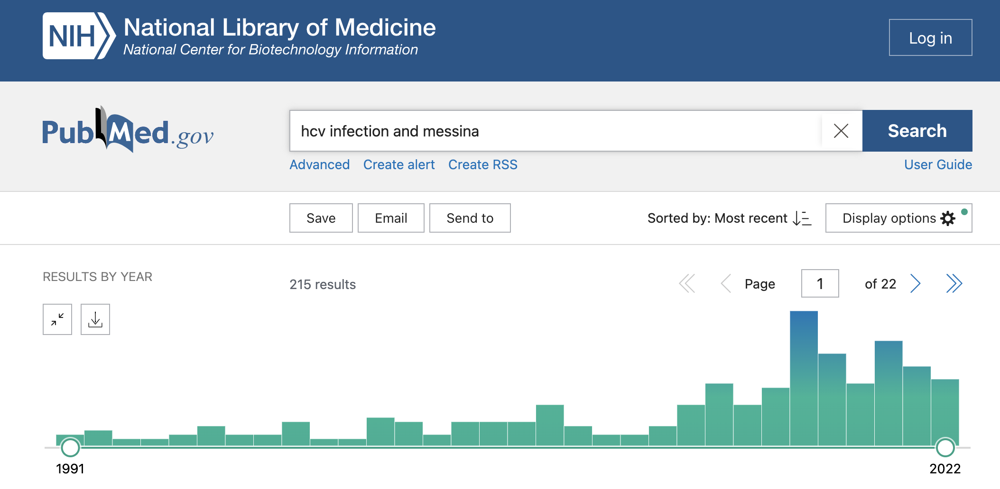 NIH National Library of Medicine
National Center for Biotechnology Information
Log in
PubMed.gov
hcv infection and messina
Search
Advanced Create alert Create RSS
User Guide
Save Email Send to
Sorted by: Most recent
Display options
RESULTS BY YEAR
215 results
Page 1 of 22
1991
2022